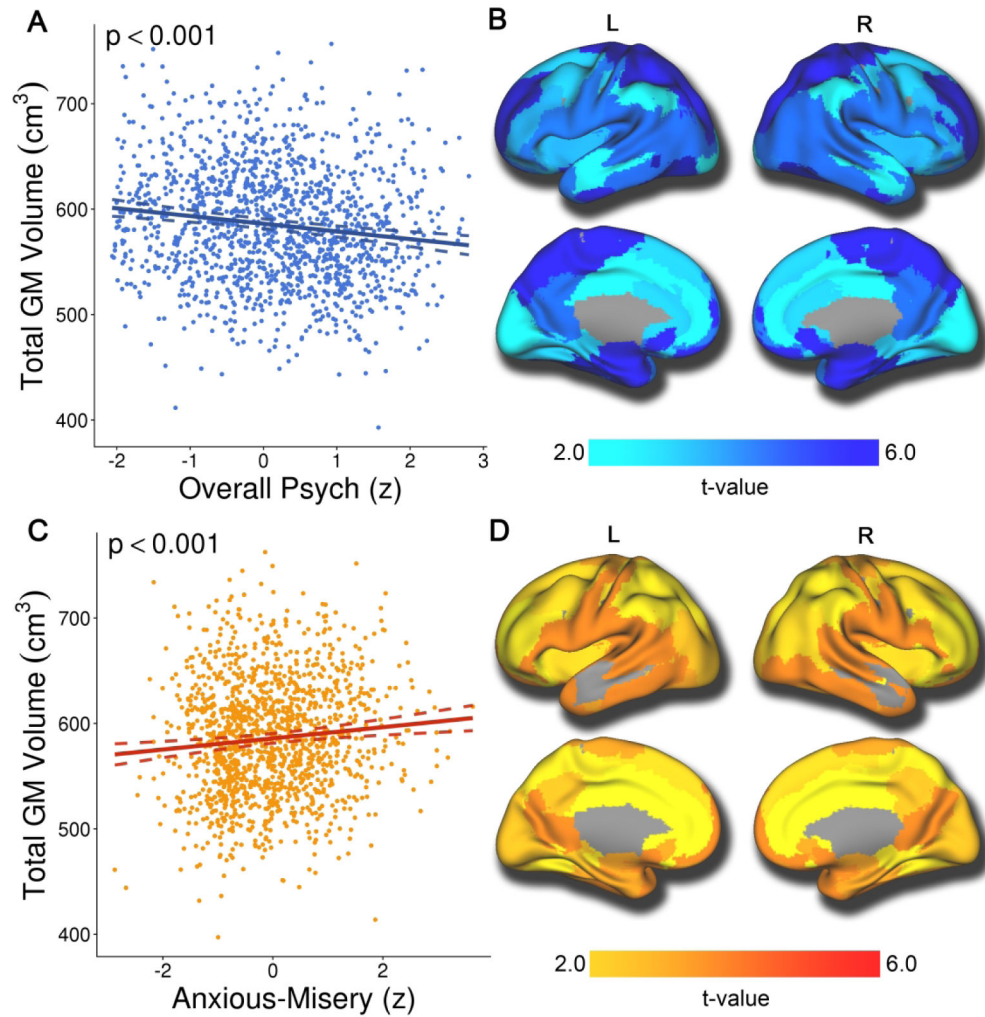 A
p < 0.001
Total GM Volume (cm³)
700
600
500
400
-2 -1 0 1 2 3
Overall Psych (z)
B
L R
2.0 6.0
t-value
C
p < 0.001
Total GM Volume (cm³)
700
600
500
400
-2 0 2
Anxious-Misery (z)
D
L R
2.0 6.0
t-value